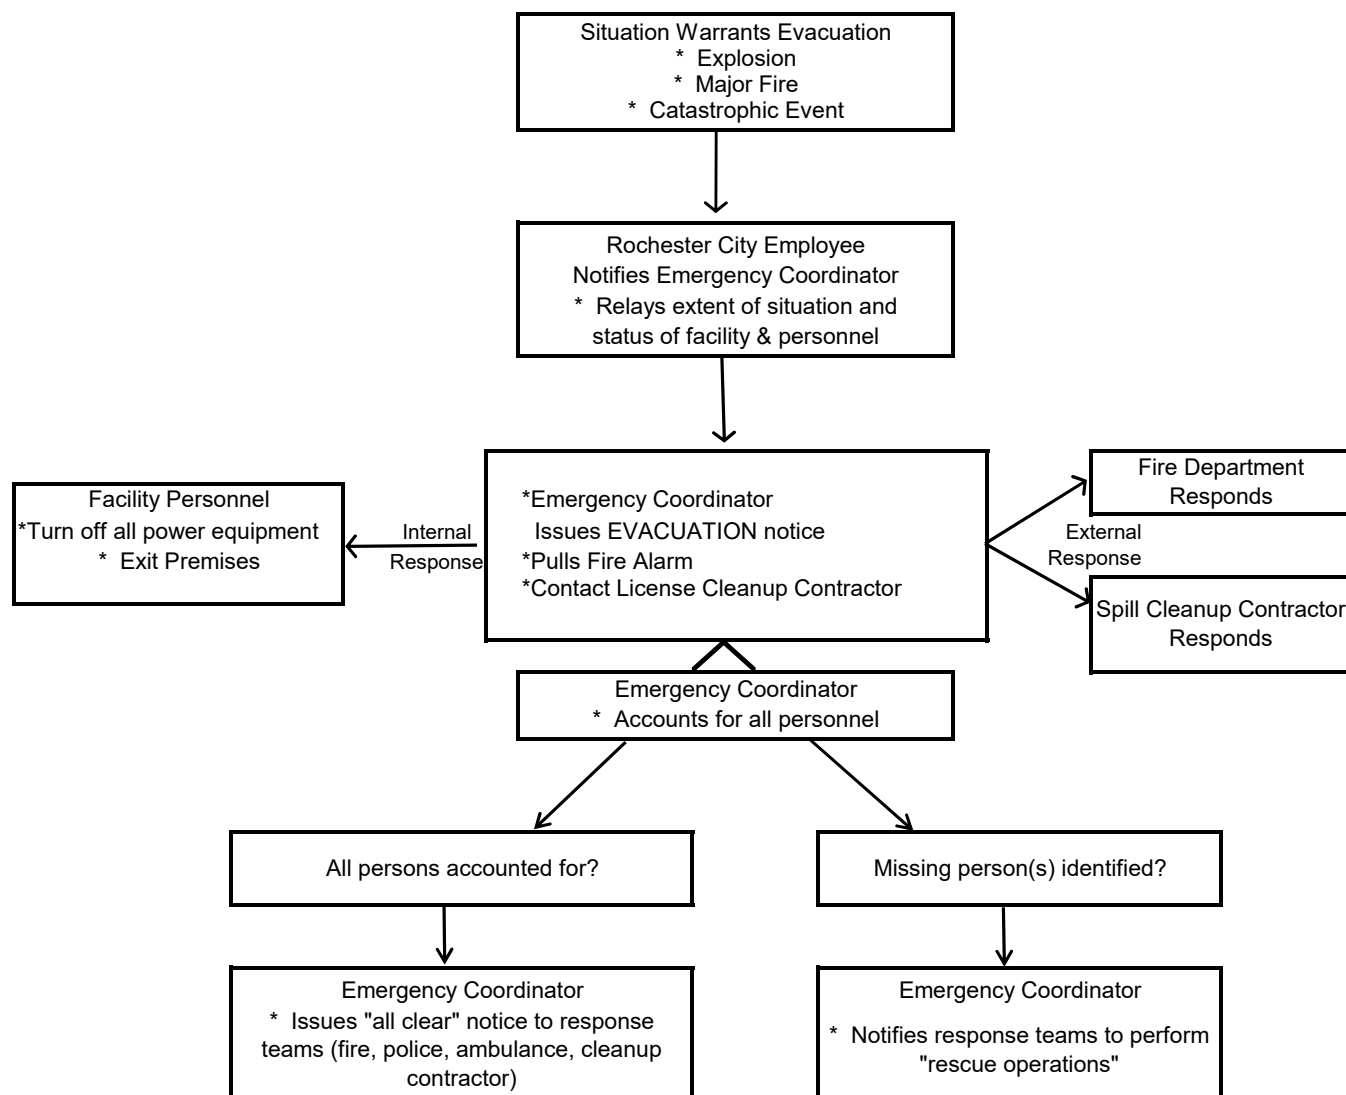 Situation Warrants Evacuation
* Explosion
* Major Fire
* Catastrophic Event
Rochester City Employee
Notifies Emergency Coordinator
* Relays extent of situation and
status of facility & personnel
Facility Personnel
*Turn off all power equipment
* Exit Premises
Internal
Response
*Emergency Coordinator
Issues EVACUATION notice
*Pulls Fire Alarm
*Contact License Cleanup Contractor
External
Response
Fire Department
Responds
Spill Cleanup Contractor
Responds
Emergency Coordinator
* Accounts for all personnel
All persons accounted for?
Missing person(s) identified?
Emergency Coordinator
* Issues "all clear" notice to response
teams (fire, police, ambulance, cleanup
contractor)
Emergency Coordinator
* Notifies response teams to perform
"rescue operations"